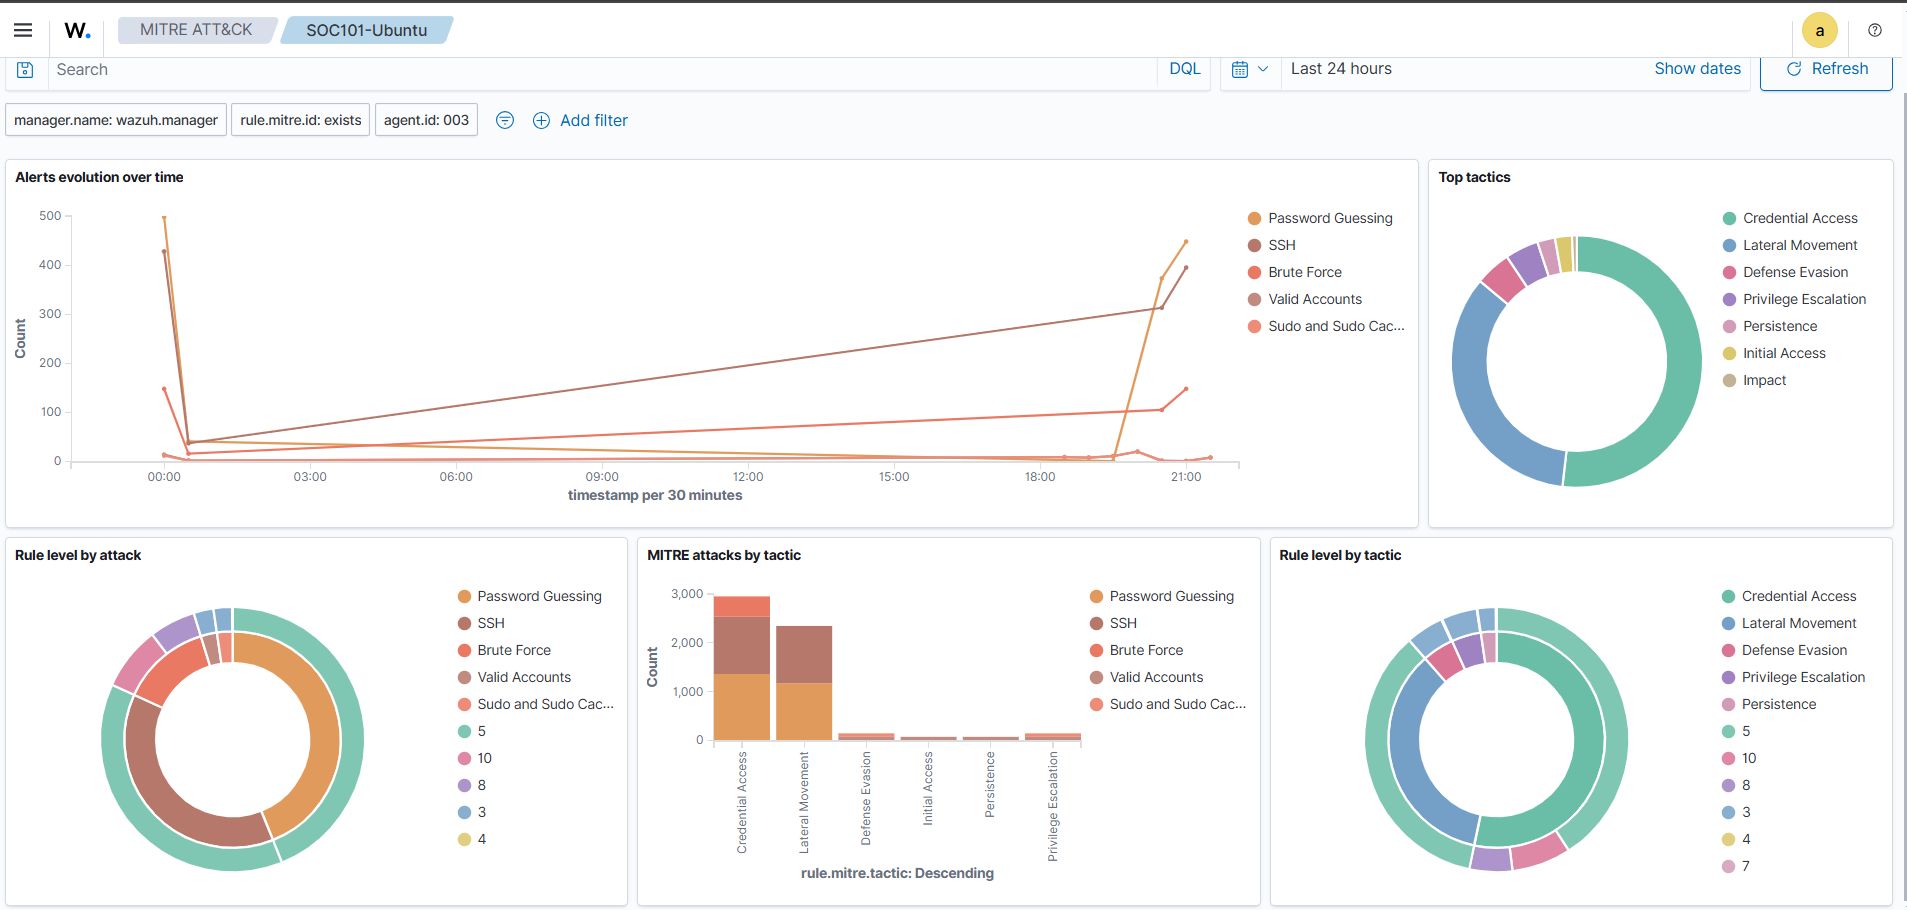 W. MITRE ATT&CK SOC101-Ubuntu a
Search DQL Last 24 hours Show dates Refresh
manager.name: wazuh.manager rule.mitre.id: exists agent.id: 003 Add filter
Alerts evolution over time
500
400
300
200
100
0
Count
00:00 03:00 06:00 09:00 12:00 15:00 18:00 21:00
timestamp per 30 minutes
Password Guessing
SSH
Brute Force
Valid Accounts
Sudo and Sudo Cac...
Top tactics
Credential Access
Lateral Movement
Defense Evasion
Privilege Escalation
Persistence
Initial Access
Impact
Rule level by attack
Password Guessing
SSH
Brute Force
Valid Accounts
Sudo and Sudo Cac...
5
10
8
3
4
MITRE attacks by tactic
3,000
2,000
1,000
0
Count
Credential Access
Lateral Movement
Defense Evasion
Initial Access
Persistence
Privilege Escalation
rule.mitre.tactic: Descending
Password Guessing
SSH
Brute Force
Valid Accounts
Sudo and Sudo Cac...
Rule level by tactic
Credential Access
Lateral Movement
Defense Evasion
Privilege Escalation
Persistence
5
10
8
3
4
7